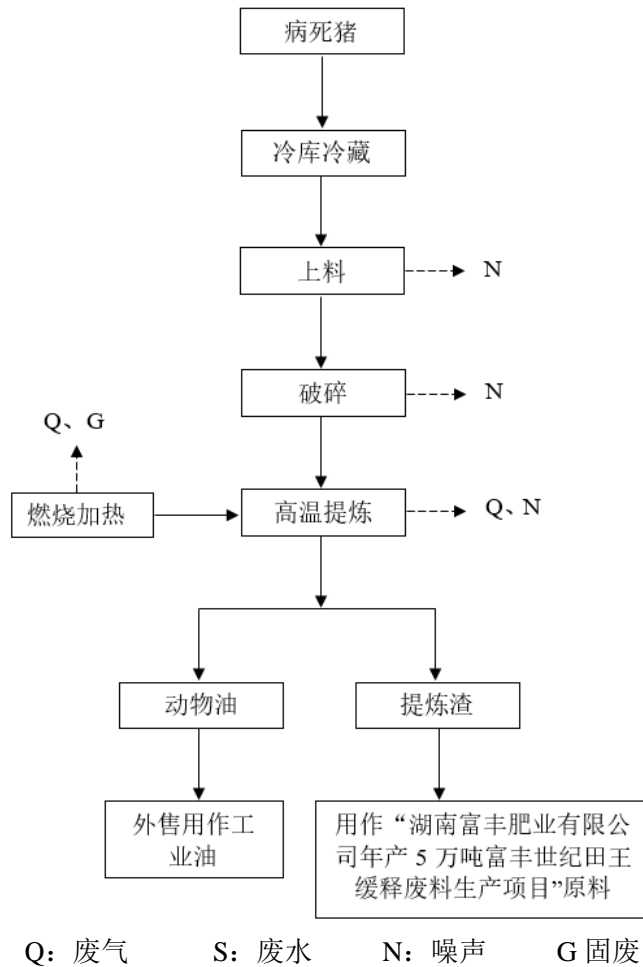 病死猪
冷库冷藏
上料
N
破碎
N
Q、G
燃烧加热
高温提炼
Q、N
动物油
提炼渣
外售用作工
业油
用作“湖南富丰肥业有限公
司年产 5 万吨富丰世纪田王
缓释废料生产项目”原料
Q：废气 S：废水 N：噪声 G 固废